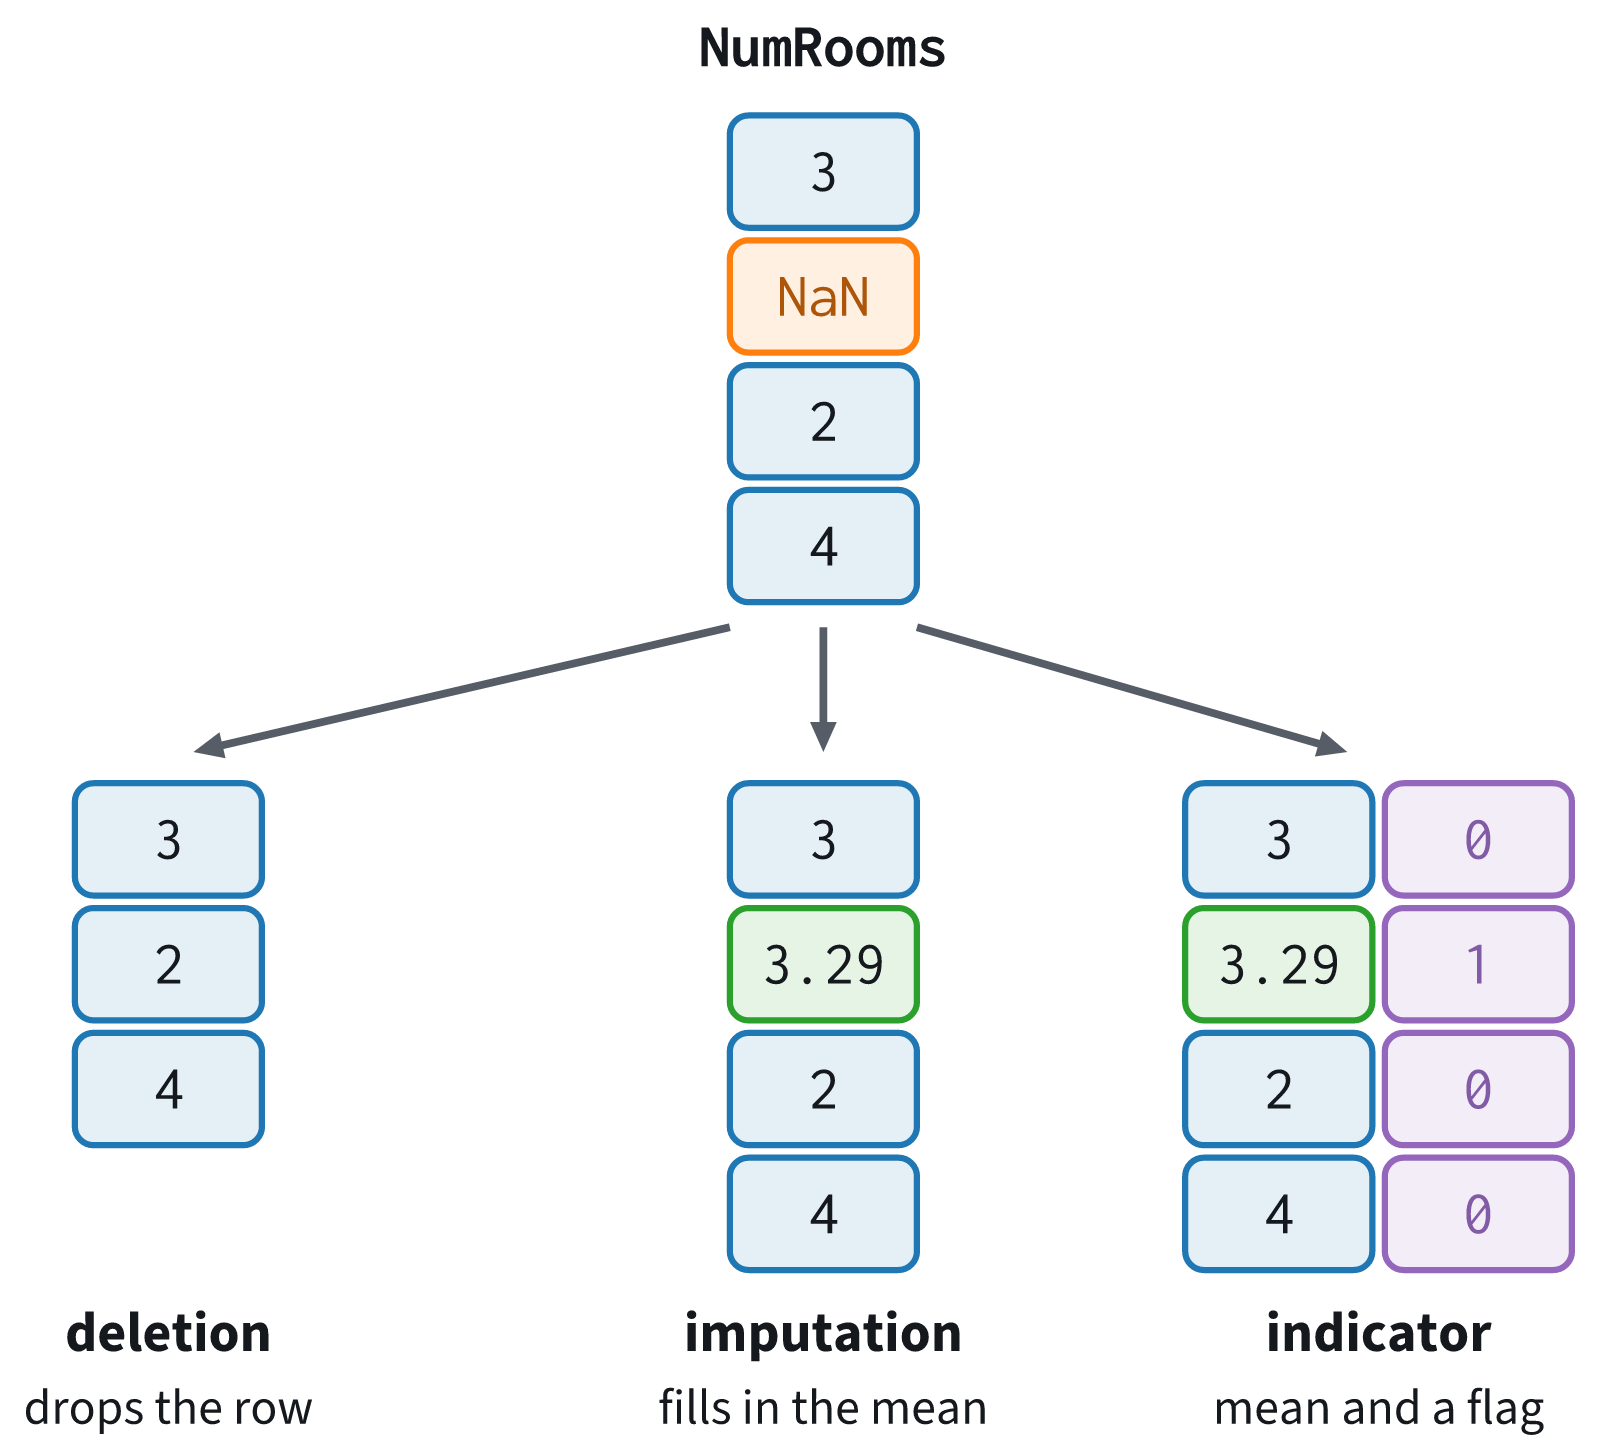 NumRooms
3
NaN
2
4
3
2
4
3
3.29
2
4
3 0
3.29 1
2 0
4 0
deletion
drops the row
imputation
fills in the mean
indicator
mean and a flag